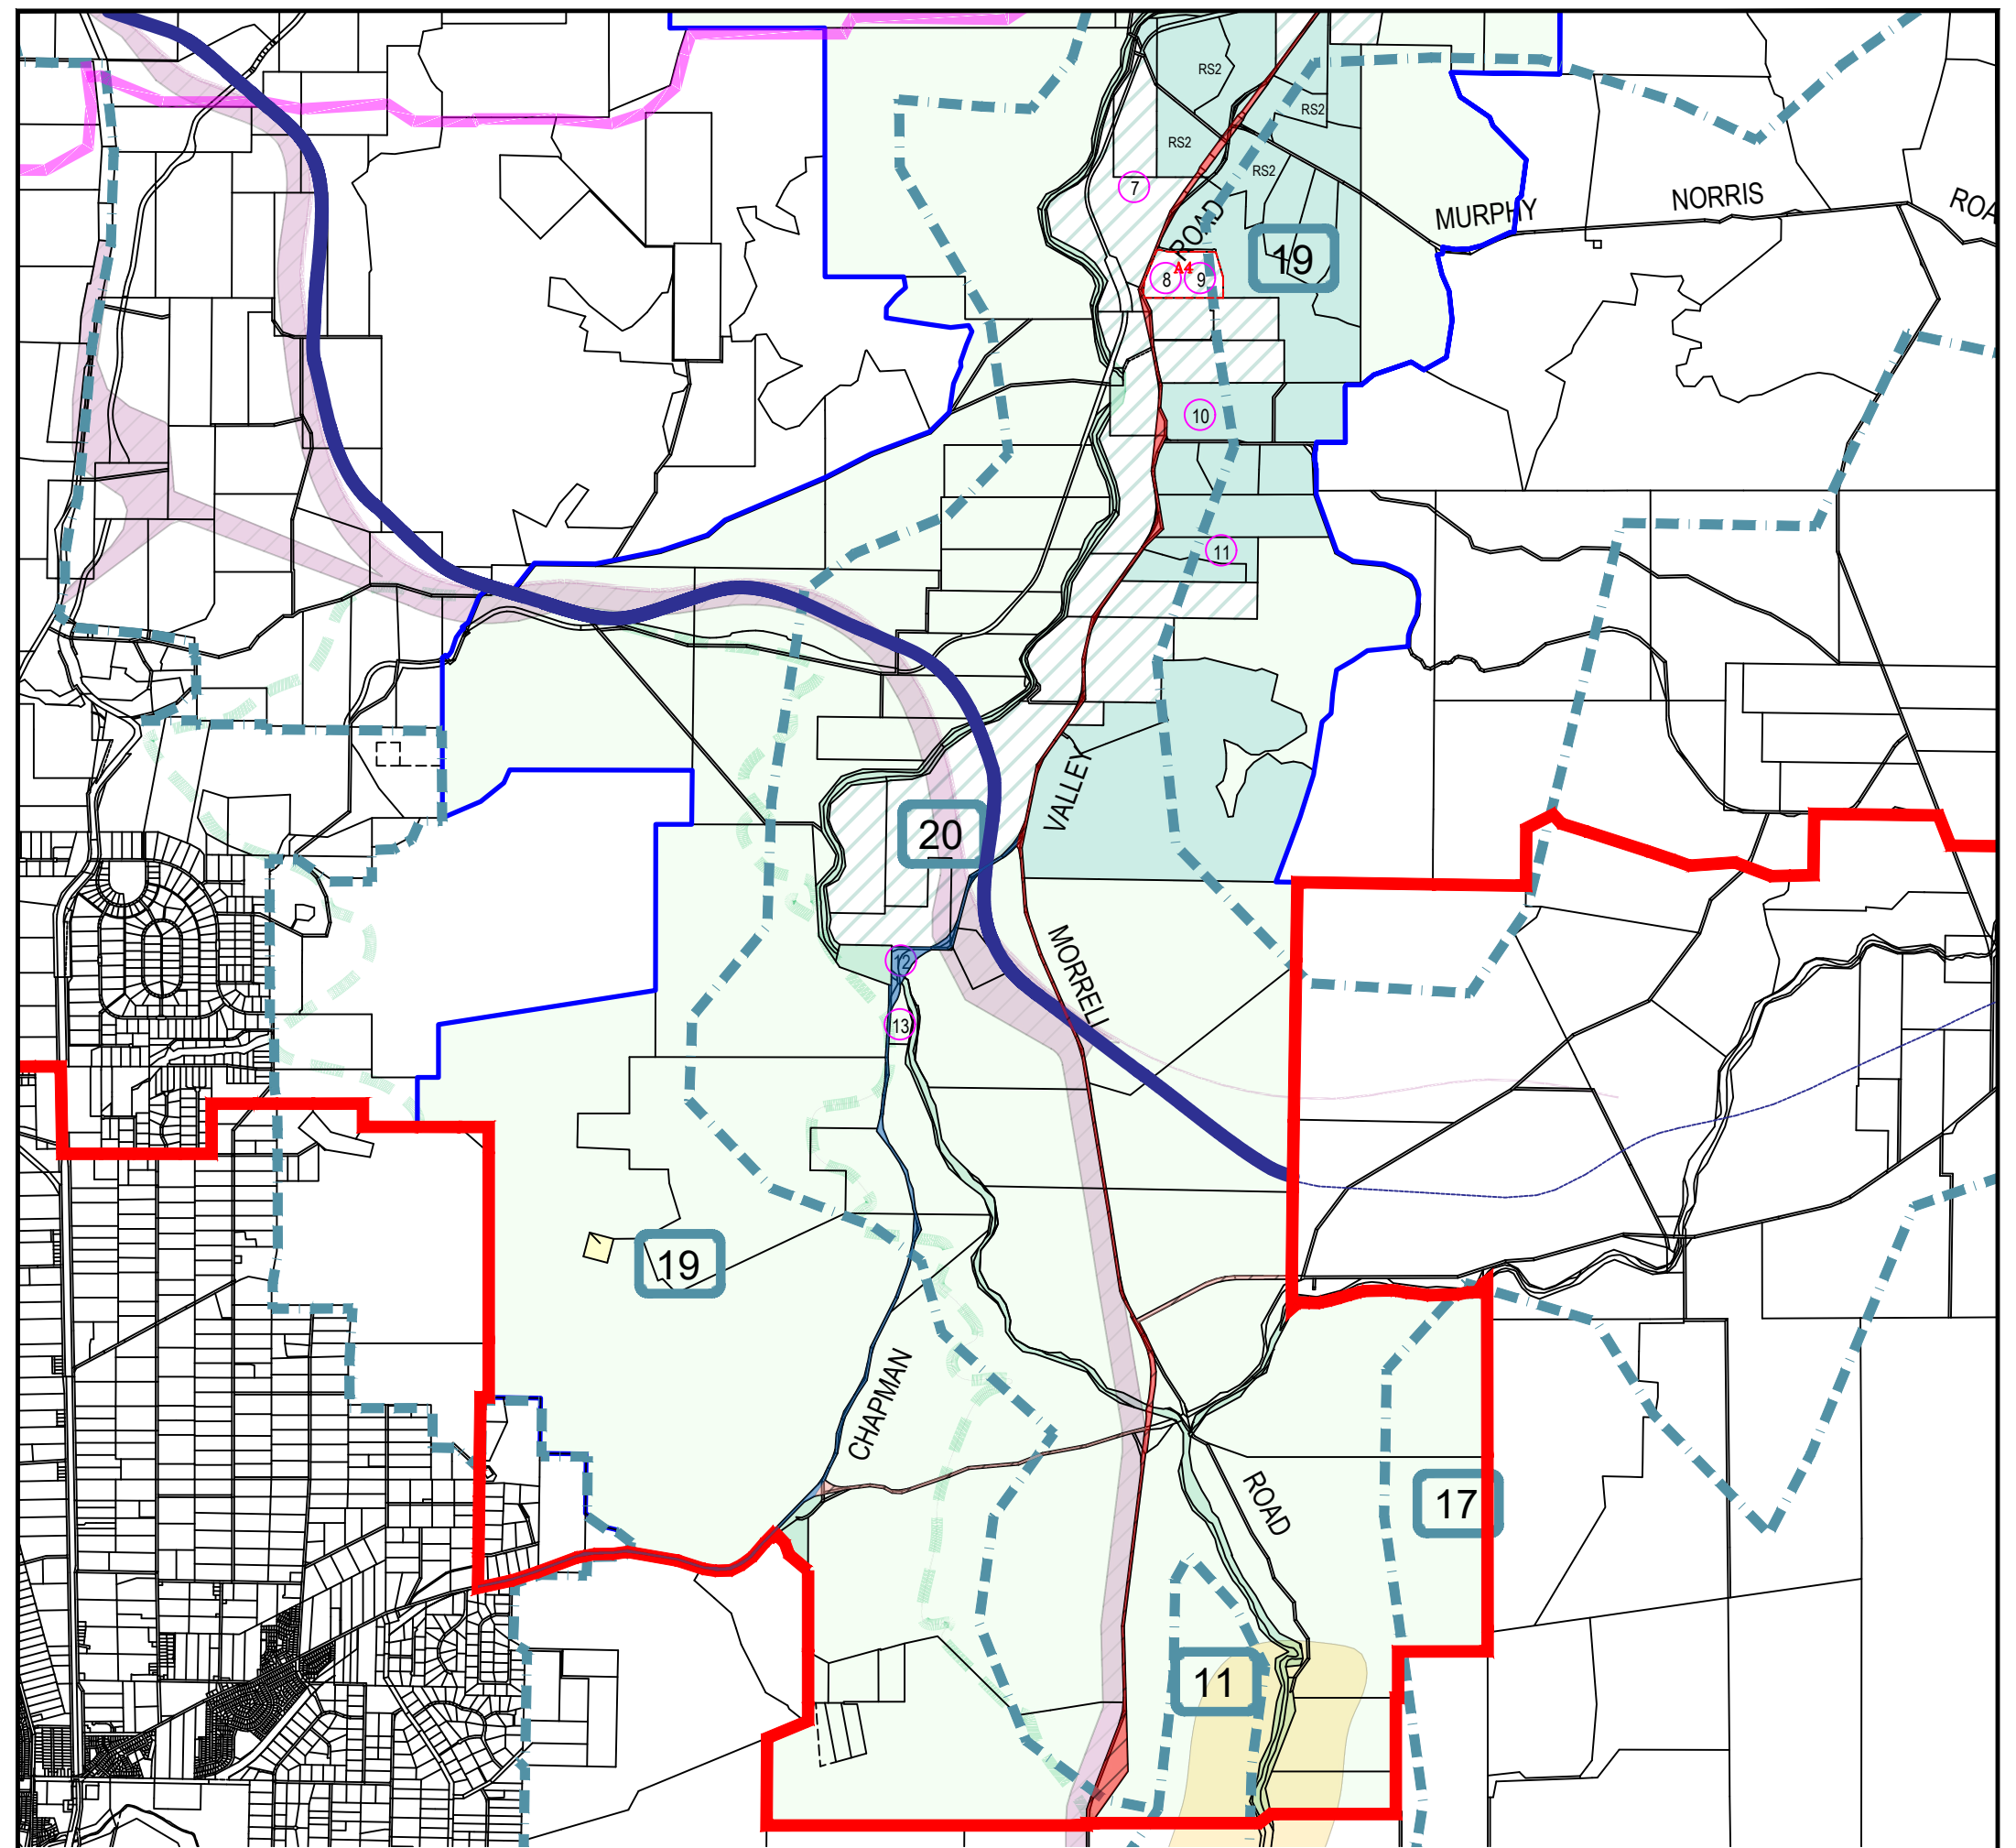 RS2
RS2
RS2
RS2
7
MURPHY
NORRIS
ROA
ROAD
19
A4
8
9
10
11
VALLEY
20
12
MORRELL
13
19
CHAPMAN
17
ROAD
11